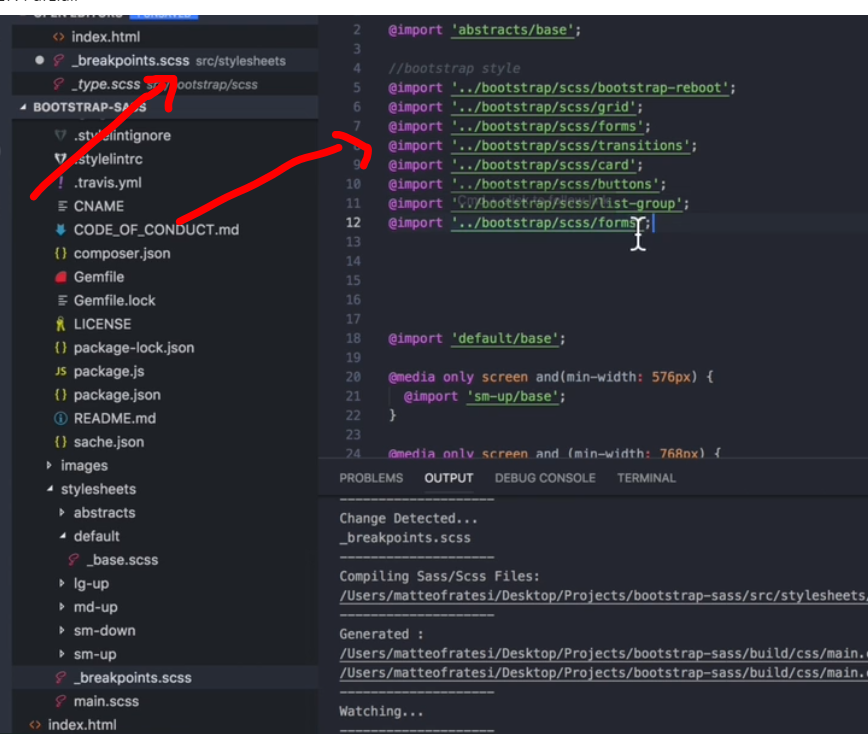 index.html
_breakpoints.scss src/stylesheets
_type.scss
BOOTSTRAP-SASS
.stylelintignore
.stylelintrc
.travis.yml
CNAME
CODE_OF_CONDUCT.md
composer.json
Gemfile
Gemfile.lock
LICENSE
package-lock.json
package.js
package.json
README.md
sache.json
images
stylesheets
abstracts
default
_base.scss
lg-up
md-up
sm-down
sm-up
_breakpoints.scss
main.scss
index.html
2 @import 'abstracts/base';
3
4 //bootstrap style
5 @import '../bootstrap/scss/bootstrap-reboot';
6 @import '../bootstrap/scss/grid';
7 @import '../bootstrap/scss/forms';
8 @import '../bootstrap/scss/transitions';
9 @import '../bootstrap/scss/card';
10 @import '../bootstrap/scss/buttons';
11 @import '../bootstrap/scss/list-group';
12 @import '../bootstrap/scss/forms';
13
14
15
16
17
18 @import 'default/base';
19
20 @media only screen and(min-width: 576px) {
21 @import 'sm-up/base';
22 }
23
24 @media only screen and (min-width: 768px) {
PROBLEMS OUTPUT DEBUG CONSOLE TERMINAL
Change Detected...
_breakpoints.scss
Compiling Sass/Scss Files:
/Users/matteofratesi/Desktop/Projects/bootstrap-sass/src/stylesheets/
Generated :
/Users/matteofratesi/Desktop/Projects/bootstrap-sass/build/css/main.
/Users/matteofratesi/Desktop/Projects/bootstrap-sass/build/css/main.
Watching...